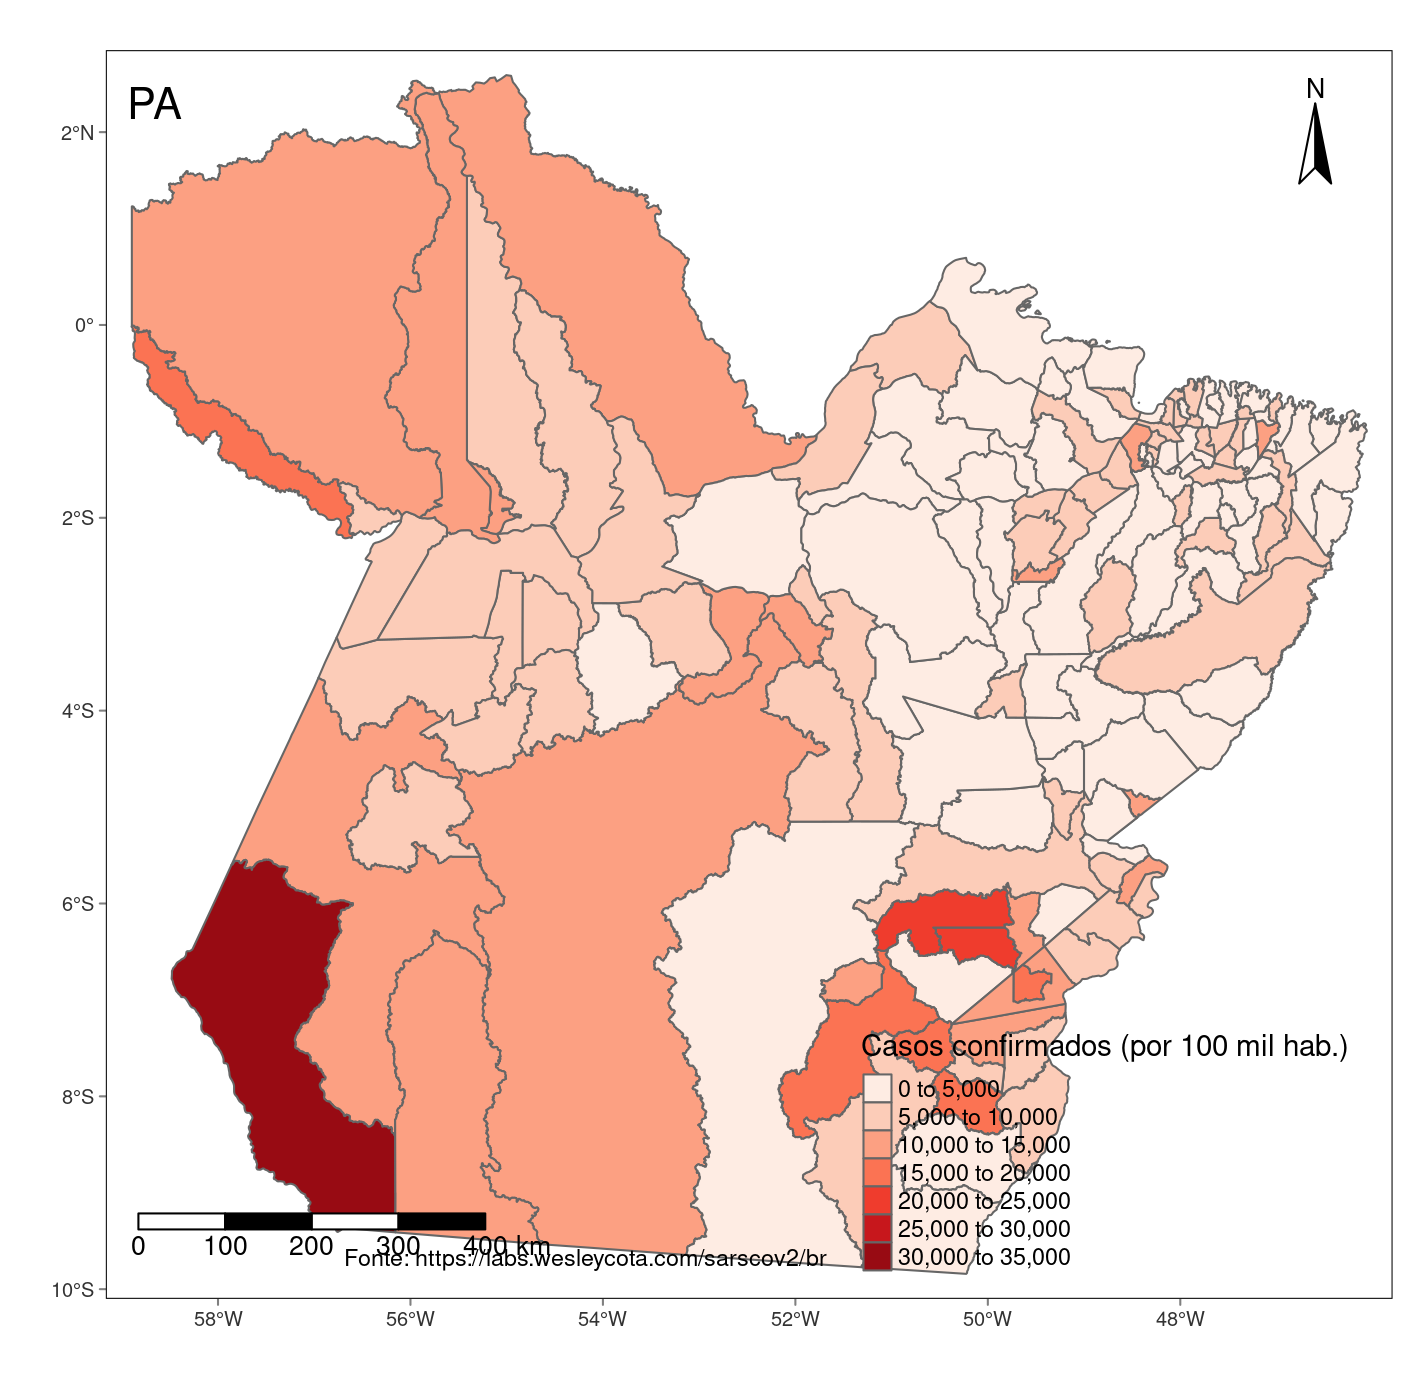 PA
N
2°N
0°
2°S
4°S
6°S
8°S
10°S
Casos confirmados (por 100 mil hab.)
0 to 5,000
5,000 to 10,000
10,000 to 15,000
15,000 to 20,000
20,000 to 25,000
25,000 to 30,000
30,000 to 35,000
0 100 200 300 400 km
Fonte: https://labs.wesleycota.com/sarscov2/br
58°W 56°W 54°W 52°W 50°W 48°W